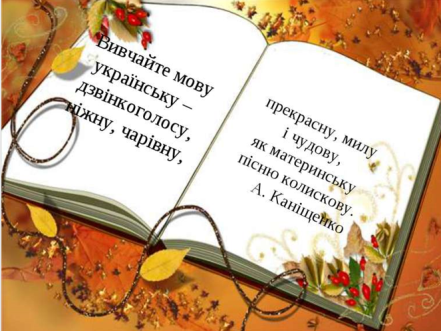 Вивчайте мову
українську –
дзвінкоголосу,
ніжну, чарівну,
прекрасну, милу
і чудову,
як материнську
пісню колискову.
А. Каніщенко